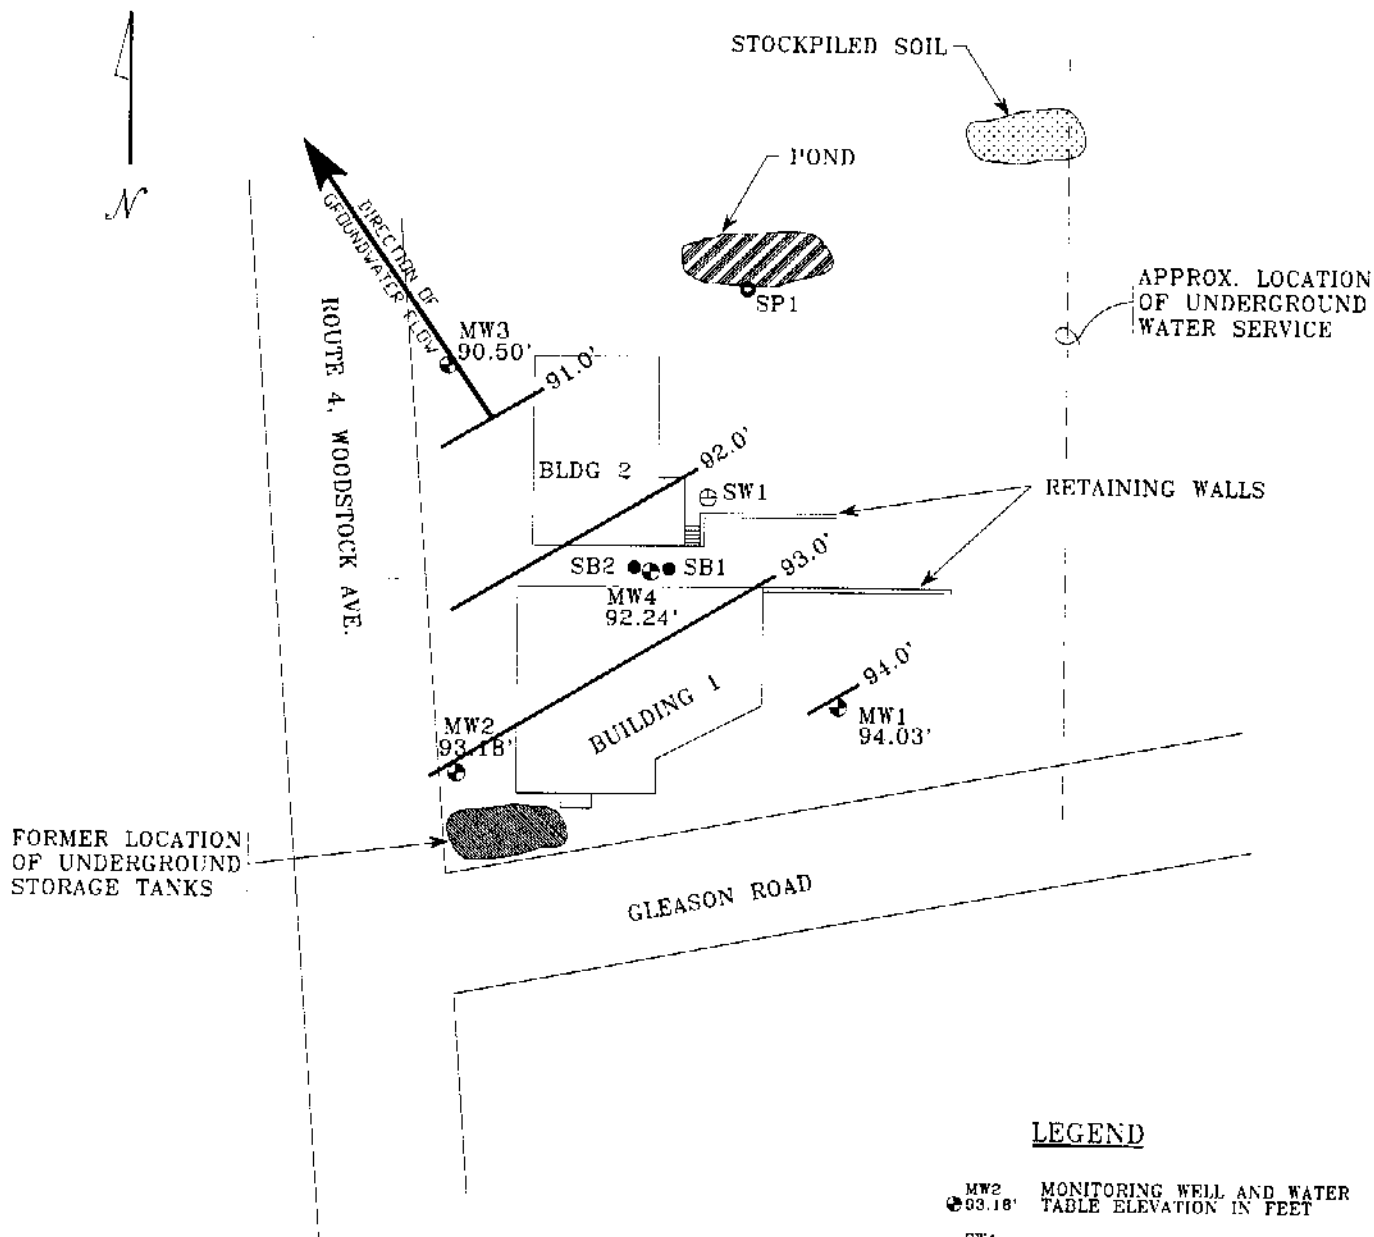 STOCKPILED SOIL
POND
N
DIRECTION OF
GROUNDWATER FLOW
APPROX. LOCATION
OF UNDERGROUND
WATER SERVICE
SP1
MW3
90.50'
91.0'
ROUTE 4, WOODSTOCK AVE.
BLDG 2
92.0'
SW1
RETAINING WALLS
SB2
SB1
93.0'
MW4
92.24'
94.0'
BUILDING 1
MW1
94.03'
MW2
93.18'
FORMER LOCATION
OF UNDERGROUND
STORAGE TANKS
GLEASON ROAD
LEGEND
MW2
93.18'
MONITORING WELL AND WATER
TABLE ELEVATION IN FEET